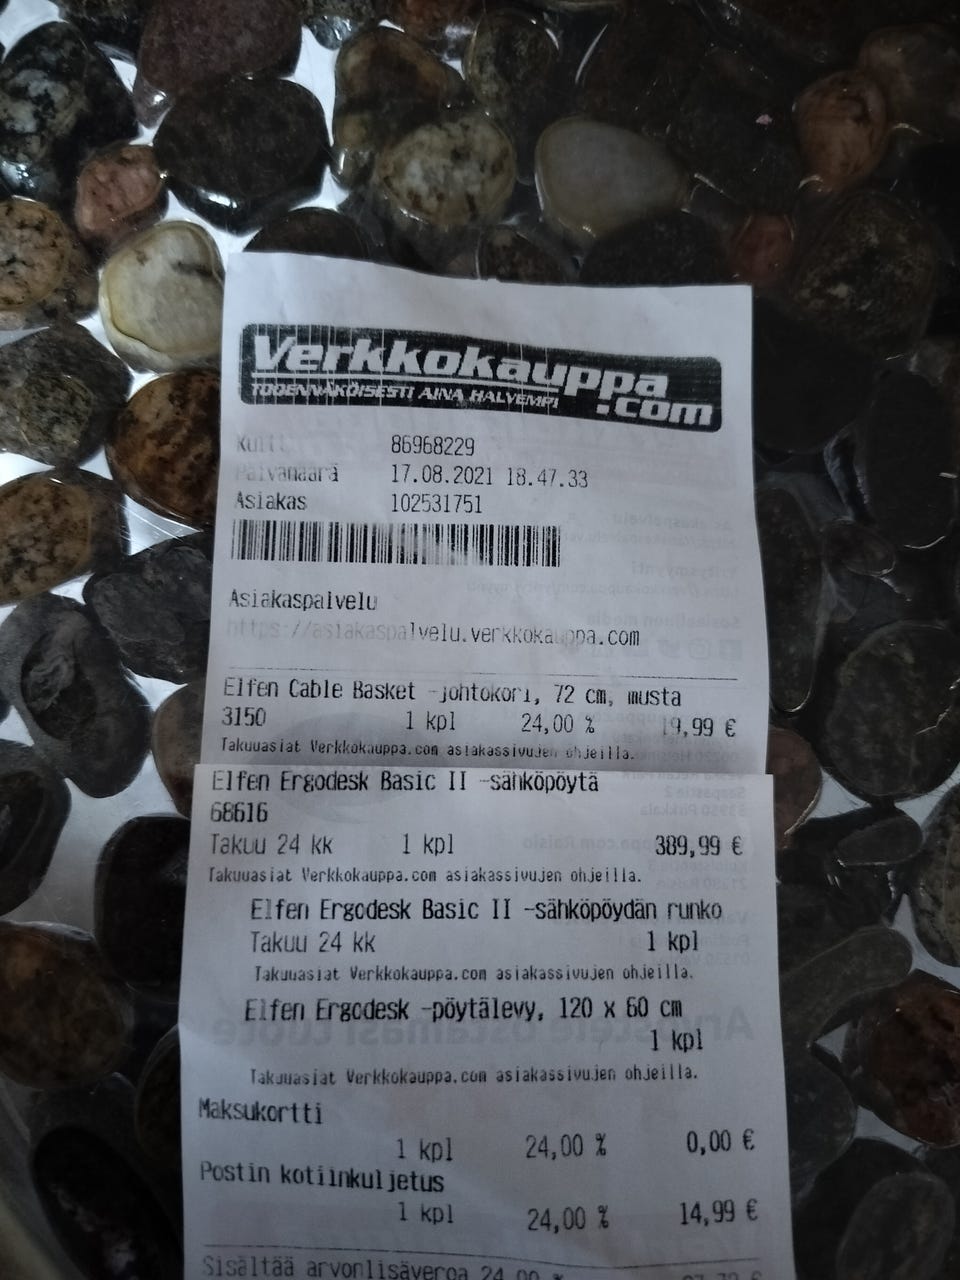 Verkkokauppa
.com
TODENNÄKÖISESTI AINA HALVEMPI
Kuitti 86968229
Päivämäärä 17.08.2021 18.47.33
Asiakas 102531751
Asiakaspalvelu
https://asiakaspalvelu.verkkokauppa.com
Elfen Cable Basket -johtokori, 72 cm, musta
3150 1 kpl 24,00 % 19,99 €
Takuuasiat Verkkokauppa.com asiakassivujen ohjeilla.
Elfen Ergodesk Basic II -sähköpöytä
68616
Takuu 24 kk 1 kpl 389,99 €
Takuuasiat Verkkokauppa.com asiakassivujen ohjeilla.
Elfen Ergodesk Basic II -sähköpöydän runko
Takuu 24 kk 1 kpl
Takuuasiat Verkkokauppa.com asiakassivujen ohjeilla.
Elfen Ergodesk -pöytälevy, 120 x 60 cm
1 kpl
Takuuasiat Verkkokauppa.com asiakassivujen ohjeilla.
Maksukortti
1 kpl 24,00 % 0,00 €
Postin kotiinkuljetus
1 kpl 24,00 % 14,99 €
Sisältää arvonlisäveroa 24,00 %